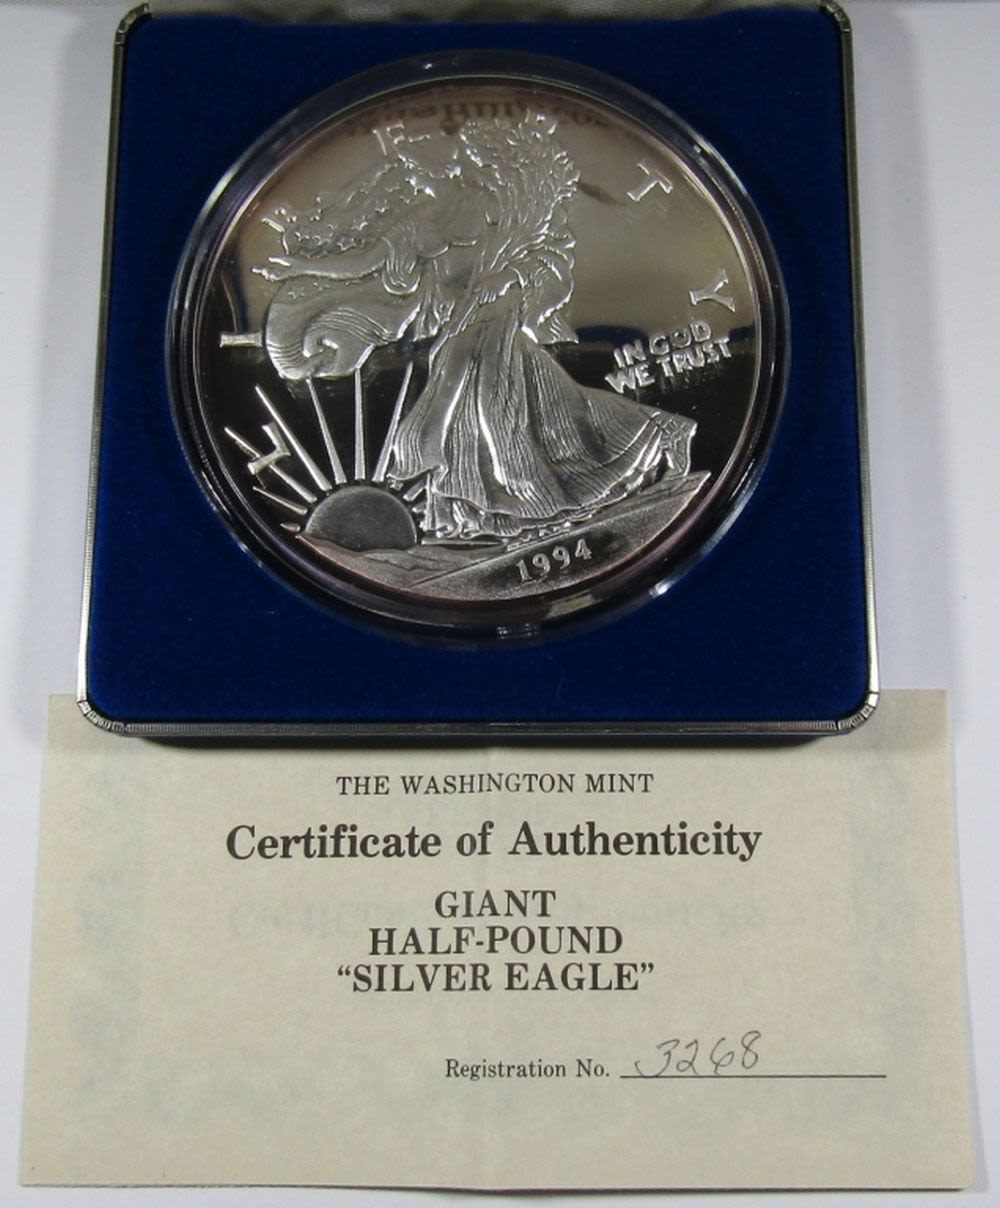 LIBERTY
IN GOD
WE TRUST
1994
THE WASHINGTON MINT
Certificate of Authenticity
GIANT
HALF-POUND
“SILVER EAGLE”
Registration No. 3268